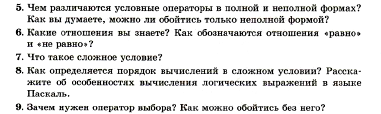 5. Чем различаются условные операторы в полной и неполной формах?
Как вы думаете, можно ли обойтись только неполной формой?
6. Какие отношения вы знаете? Как обозначаются отношения «равно»
и «не равно»?
7. Что такое сложное условие?
8. Как определяется порядок вычислений в сложном условии? Расска-
жите об особенностях вычисления логических выражений в языке
Паскаль.
9. Зачем нужен оператор выбора? Как можно обойтись без него?